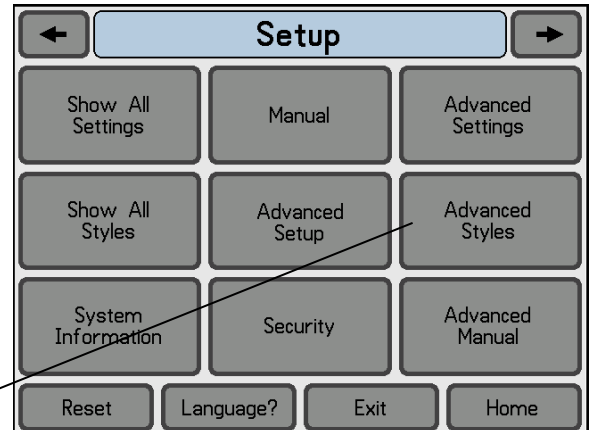 Setup
Show All
Settings
Manual
Advanced
Settings
Show All
Styles
Advanced
Setup
Advanced
Styles
System
Information
Security
Advanced
Manual
Reset
Language?
Exit
Home